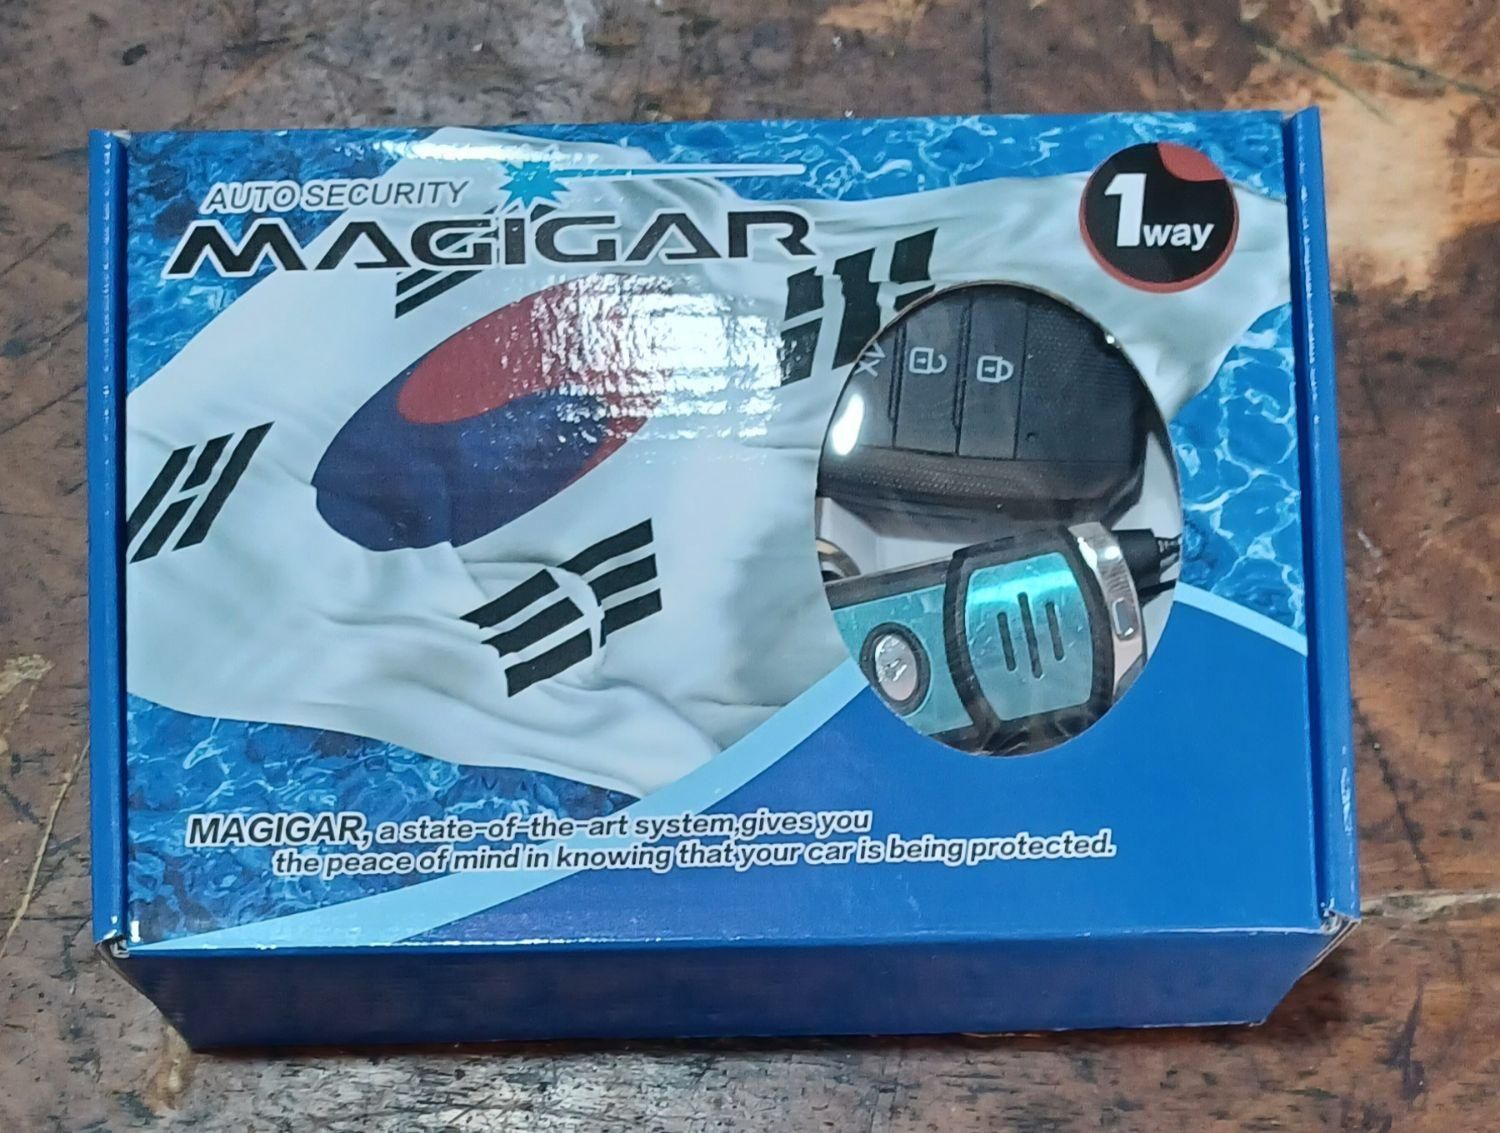 AUTO SECURITY
MAGIGAR
1way
MAGIGAR, a state-of-the-art system,gives you
the peace of mind in knowing that your car is being protected.